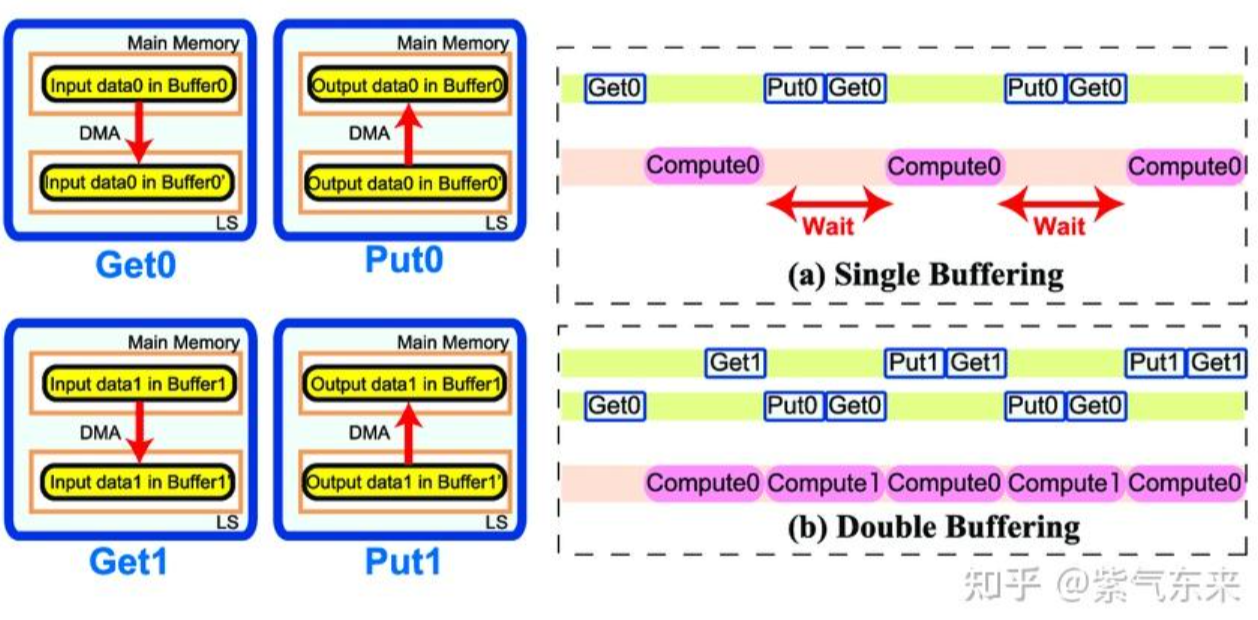 Main Memory
Input data0 in Buffer0
DMA
Input data0 in Buffer0'
LS
Get0
Main Memory
Output data0 in Buffer0
DMA
Output data0 in Buffer0'
LS
Put0
Main Memory
Input data1 in Buffer1
DMA
Input data1 in Buffer1'
LS
Get1
Main Memory
Output data1 in Buffer1
DMA
Output data1 in Buffer1'
LS
Put1
Get0 Put0 Get0 Put0 Get0
Compute0 Compute0 Compute0
Wait Wait
(a) Single Buffering
Get1 Put1 Get1 Put1 Get1
Get0 Put0 Get0 Put0 Get0
Compute0 Compute1 Compute0 Compute1 Compute0
(b) Double Buffering
知乎 @紫气东来